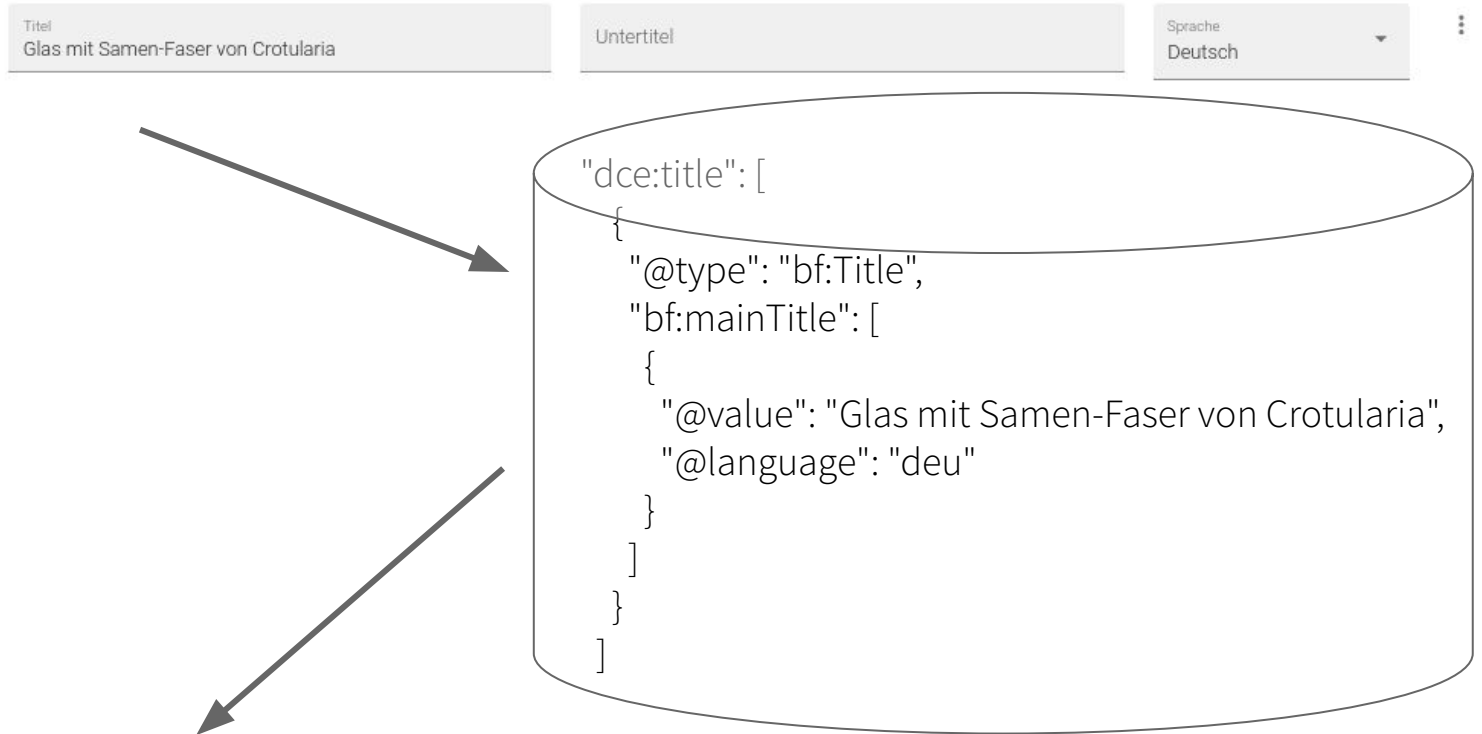 Titel
Glas mit Samen-Faser von Crotularia
Untertitel
Sprache
Deutsch
"dce:title": [
{
"@type": "bf:Title",
"bf:mainTitle": [
{
"@value": "Glas mit Samen-Faser von Crotularia",
"@language": "deu"
}
]
}
]